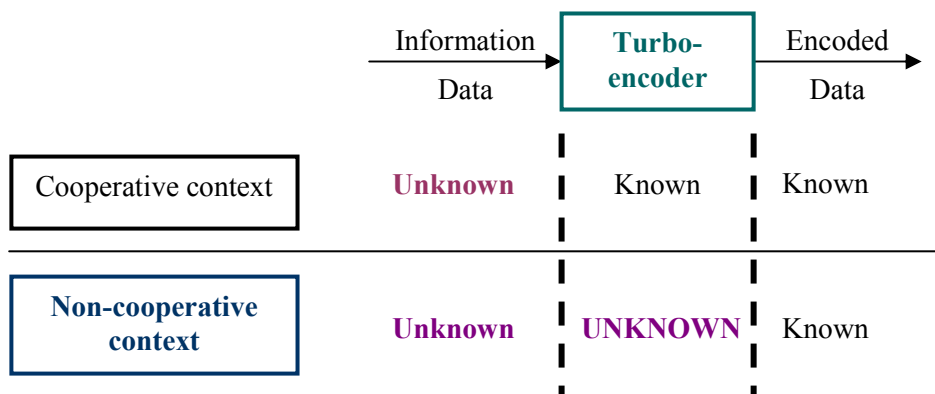 Information
Data
Turbo-
encoder
Encoded
Data
Cooperative context
Unknown
Known
Known
Non-cooperative
context
Unknown
UNKNOWN
Known